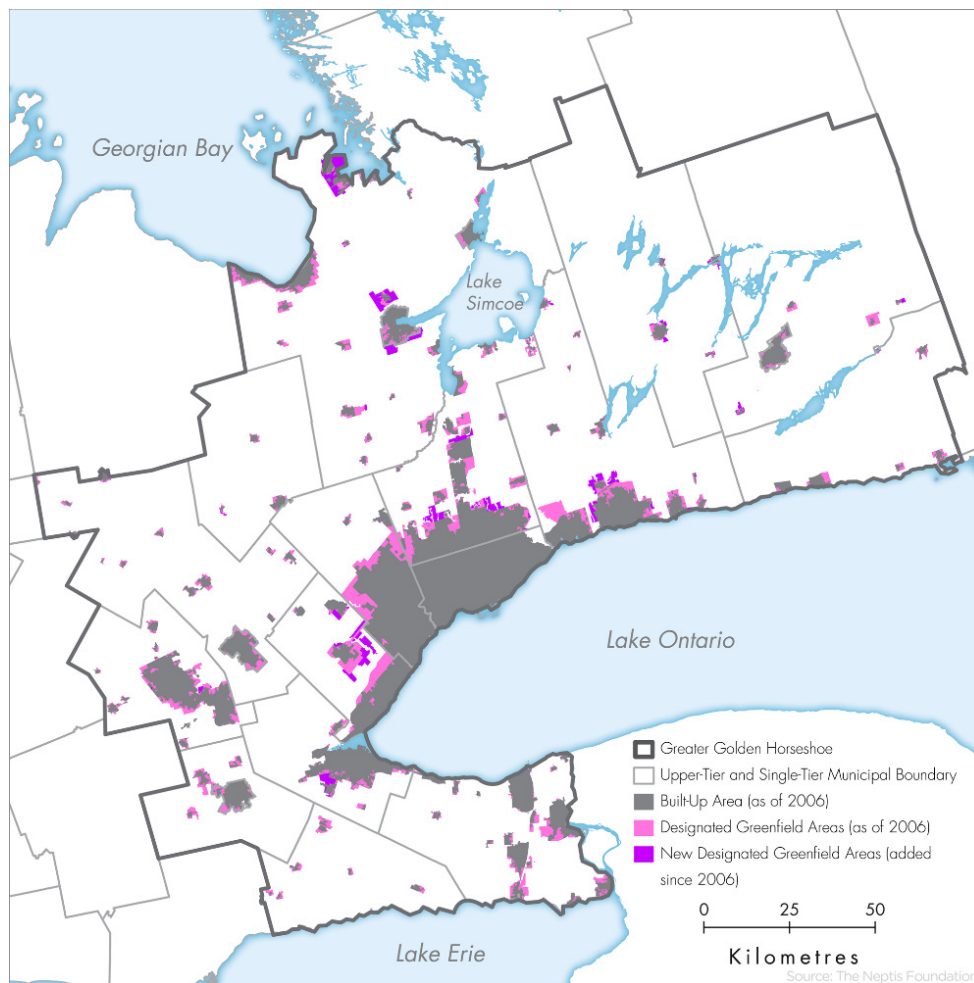 Georgian Bay
Lake
Simcoe
Lake Ontario
Greater Golden Horseshoe
Upper-Tier and Single-Tier Municipal Boundary
Built-Up Area (as of 2006)
Designated Greenfield Areas (as of 2006)
New Designated Greenfield Areas (added
since 2006)
0 25 50
Kilometres
Lake Erie
Source: The Neptis Foundation